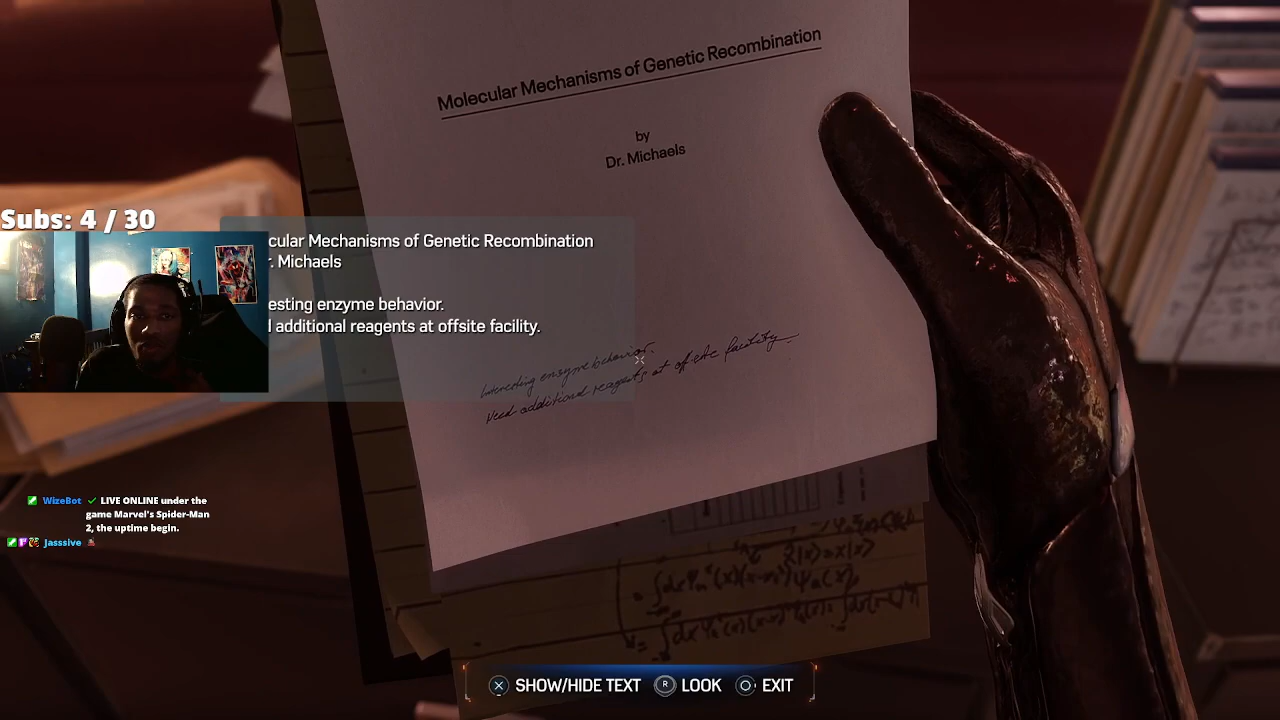 Molecular Mechanisms of Genetic Recombination
by
Dr. Michaels
Subs: 4 / 30
cular Mechanisms of Genetic Recombination
r. Michaels
esting enzyme behavior.
additional reagents at offsite facility.
Interesting enzyme behavior.
Need additional reagents at offsite facility.
WizeBot ✓ LIVE ONLINE under the
game Marvel's Spider-Man
2, the uptime begin.
Jasssive
SHOW/HIDE TEXT R LOOK EXIT